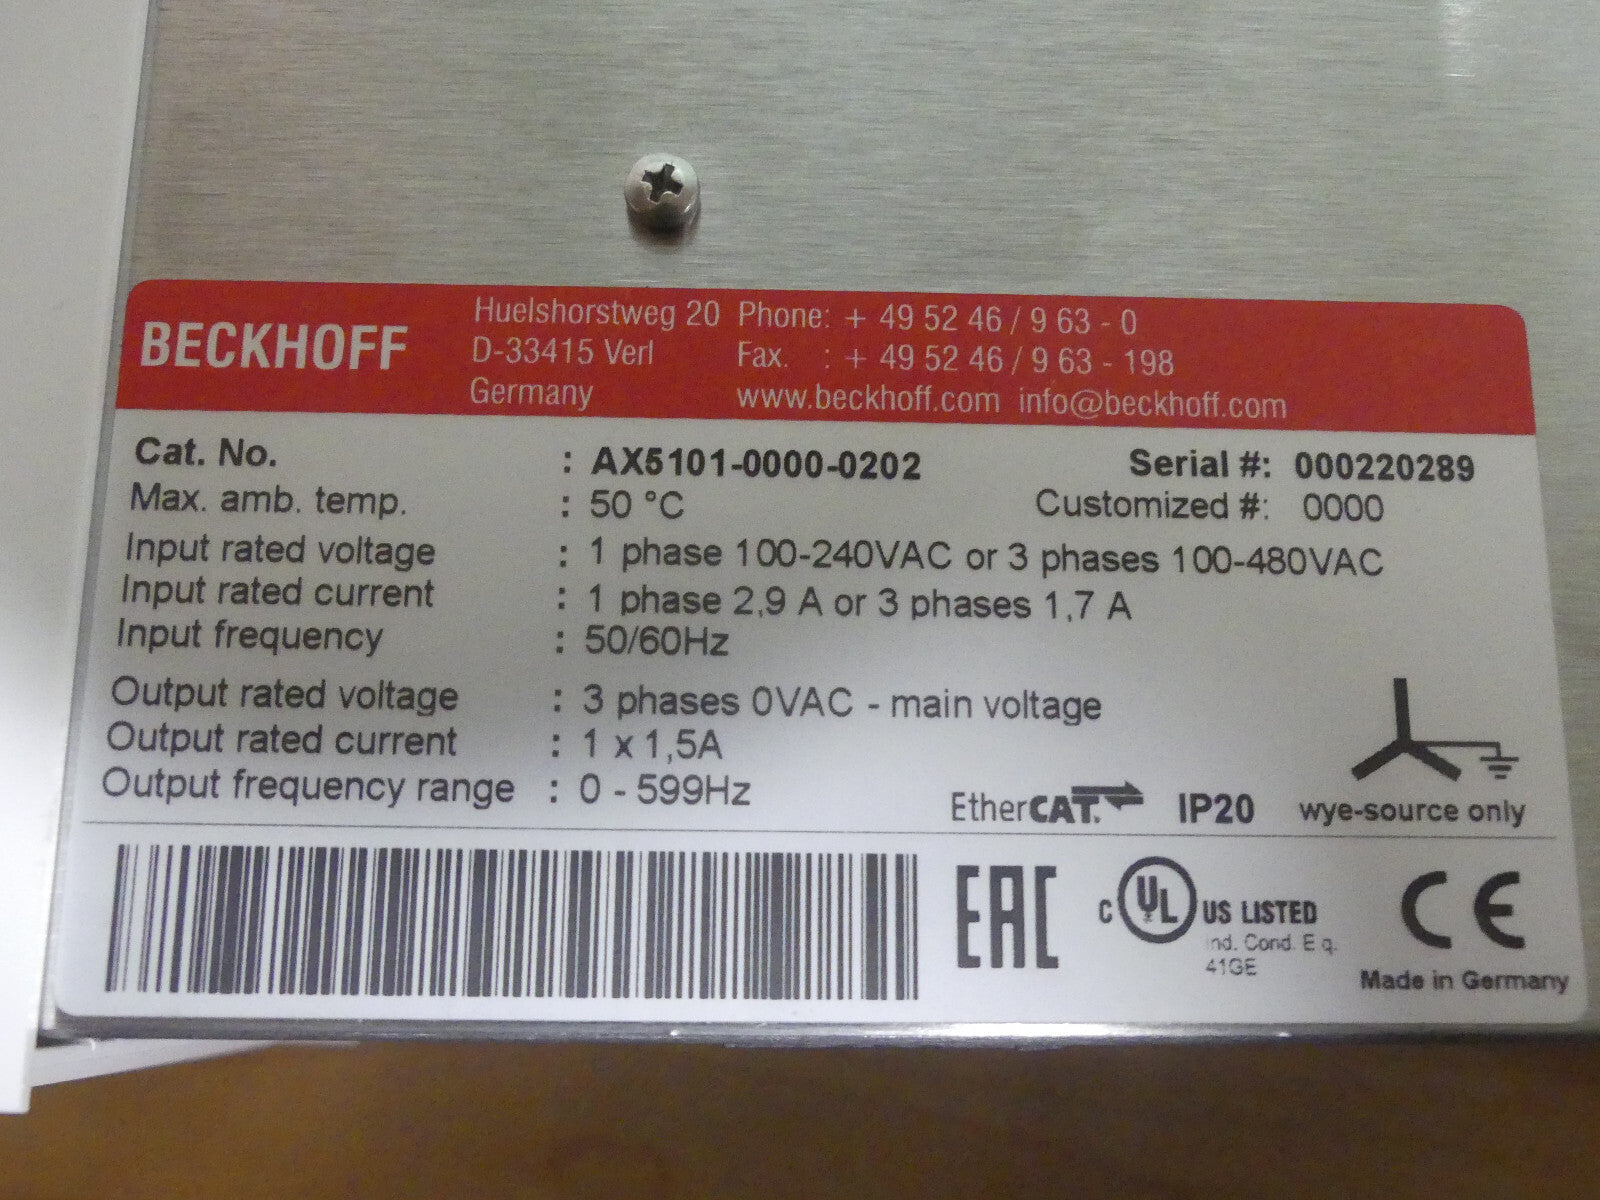 BECKHOFF
Huelshorstweg 20 Phone: + 49 52 46 / 9 63 - 0
D-33415 Verl Fax. : + 49 52 46 / 9 63 - 198
Germany www.beckhoff.com info@beckhoff.com
Cat. No. : AX5101-0000-0202 Serial #: 000220289
Max. amb. temp. : 50 °C Customized #: 0000
Input rated voltage : 1 phase 100-240VAC or 3 phases 100-480VAC
Input rated current : 1 phase 2,9 A or 3 phases 1,7 A
Input frequency : 50/60Hz
Output rated voltage : 3 phases 0VAC - main voltage
Output rated current : 1 x 1,5A
Output frequency range : 0 - 599Hz
EtherCAT. IP20 wye-source only
EAC c UL US LISTED CE
Ind. Cond. E q.
41GE
Made in Germany